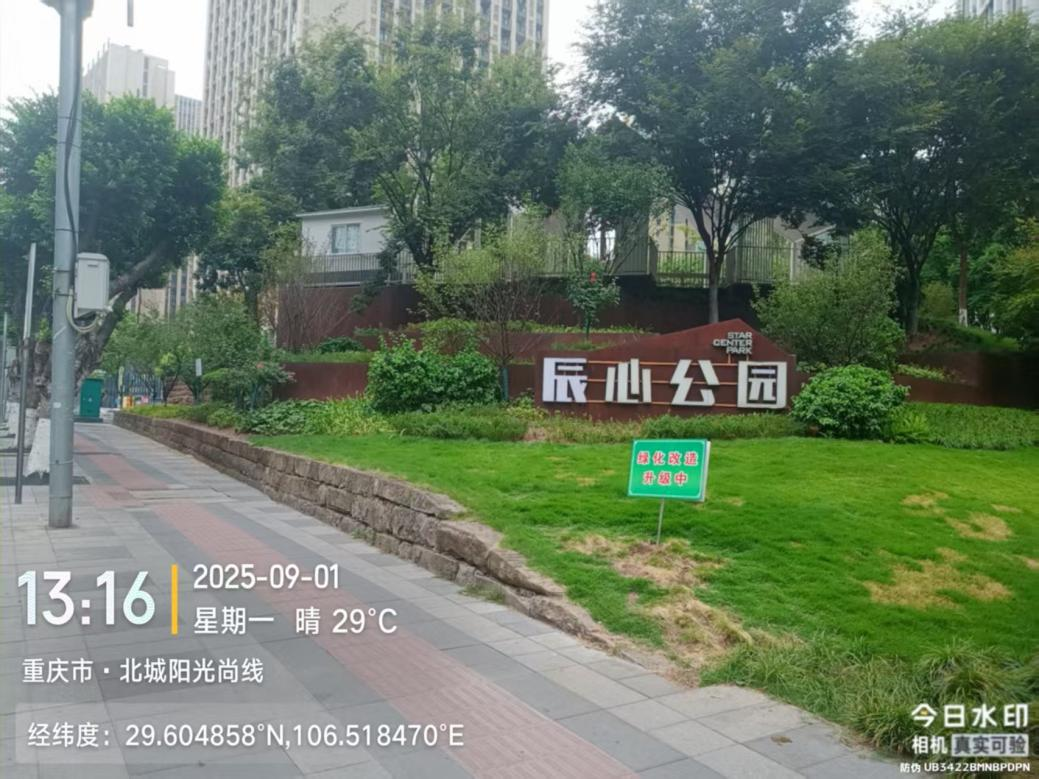 STAR
CENTER
PARK
辰心公园
绿化改造
升级中
13:16
2025-09-01
星期一 晴 29°C
重庆市·北城阳光尚线
经纬度：29.604858°N,106.518470°E
今日水印
相机 真实可验
防伪 UB3422BMNBPDPN